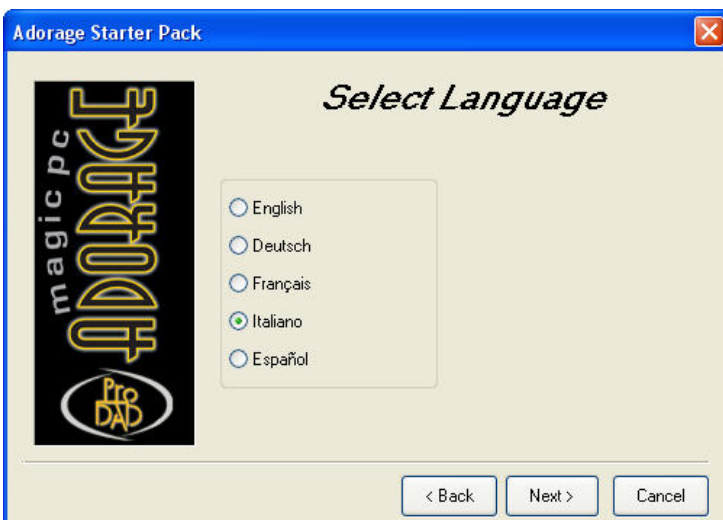 Adorage Starter Pack
magic pc
ADORAGE
Pro
DAD
Select Language
English
Deutsch
Français
Italiano
Español
< Back
Next >
Cancel